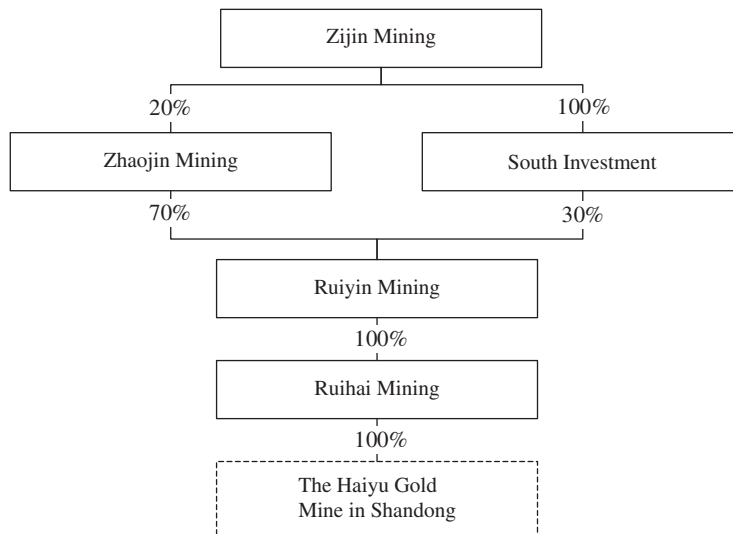 Zijin Mining
20%
100%
Zhaojin Mining
South Investment
70%
30%
Ruiyin Mining
100%
Ruihai Mining
100%
The Haiyu Gold
Mine in Shandong